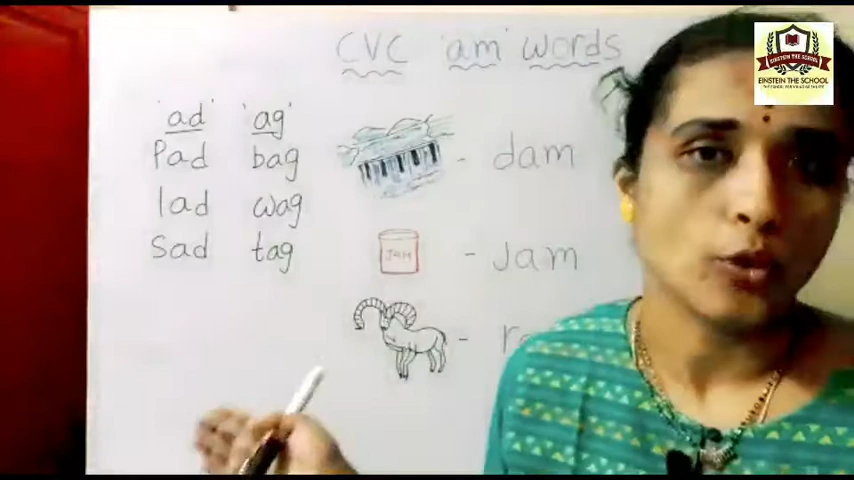 CVC 'am' words
'ad' 'ag'
Pad bag
lad wag
Sad tag
- dam
JAM - Jam
- r
EINSTEIN THE SCHOOL
EINSTEIN THE SCHOOL